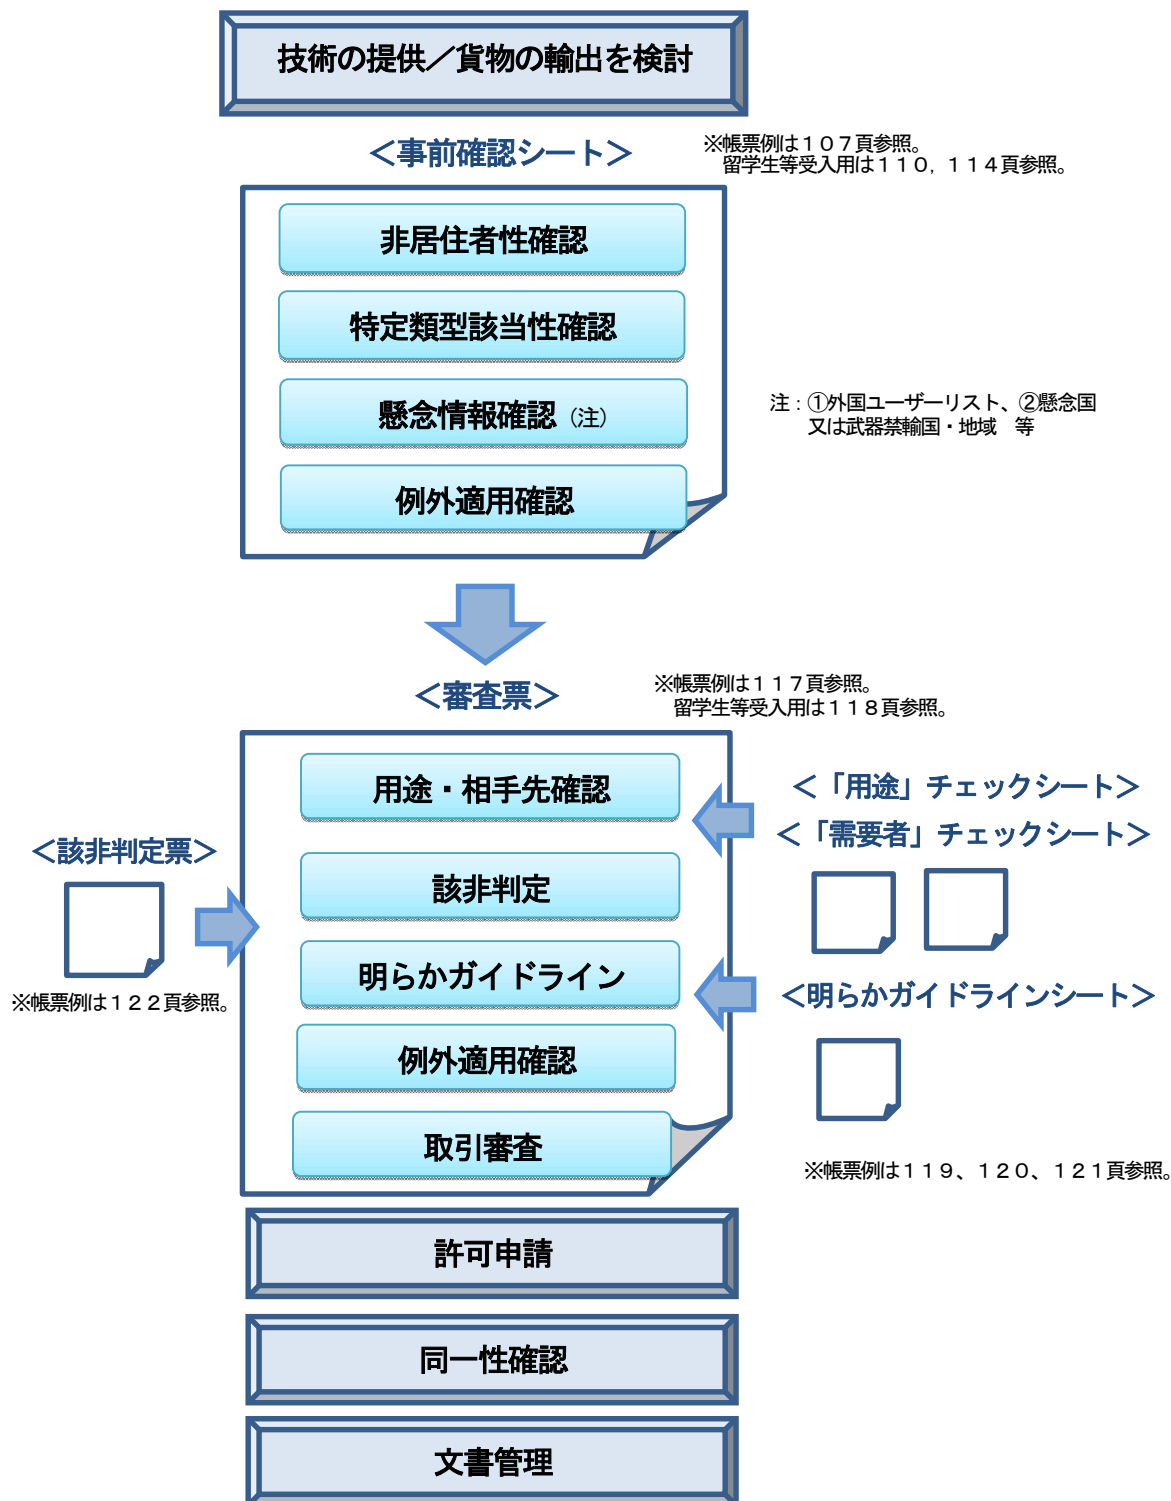 技術の提供／貨物の輸出を検討
＜事前確認シート＞
※帳票例は１０７頁参照。
留学生等受入用は１１０，１１４頁参照。
非居住者性確認
特定類型該当性確認
懸念情報確認（注）
注：①外国ユーザーリスト、②懸念国
又は武器禁輸国・地域　等
例外適用確認
＜審査票＞
※帳票例は１１７頁参照。
留学生等受入用は１１８頁参照。
用途・相手先確認
＜「用途」チェックシート＞
＜「需要者」チェックシート＞
＜該非判定票＞
該非判定
※帳票例は１２２頁参照。
明らかガイドライン
＜明らかガイドラインシート＞
例外適用確認
取引審査
※帳票例は１１９、１２０、１２１頁参照。
許可申請
同一性確認
文書管理